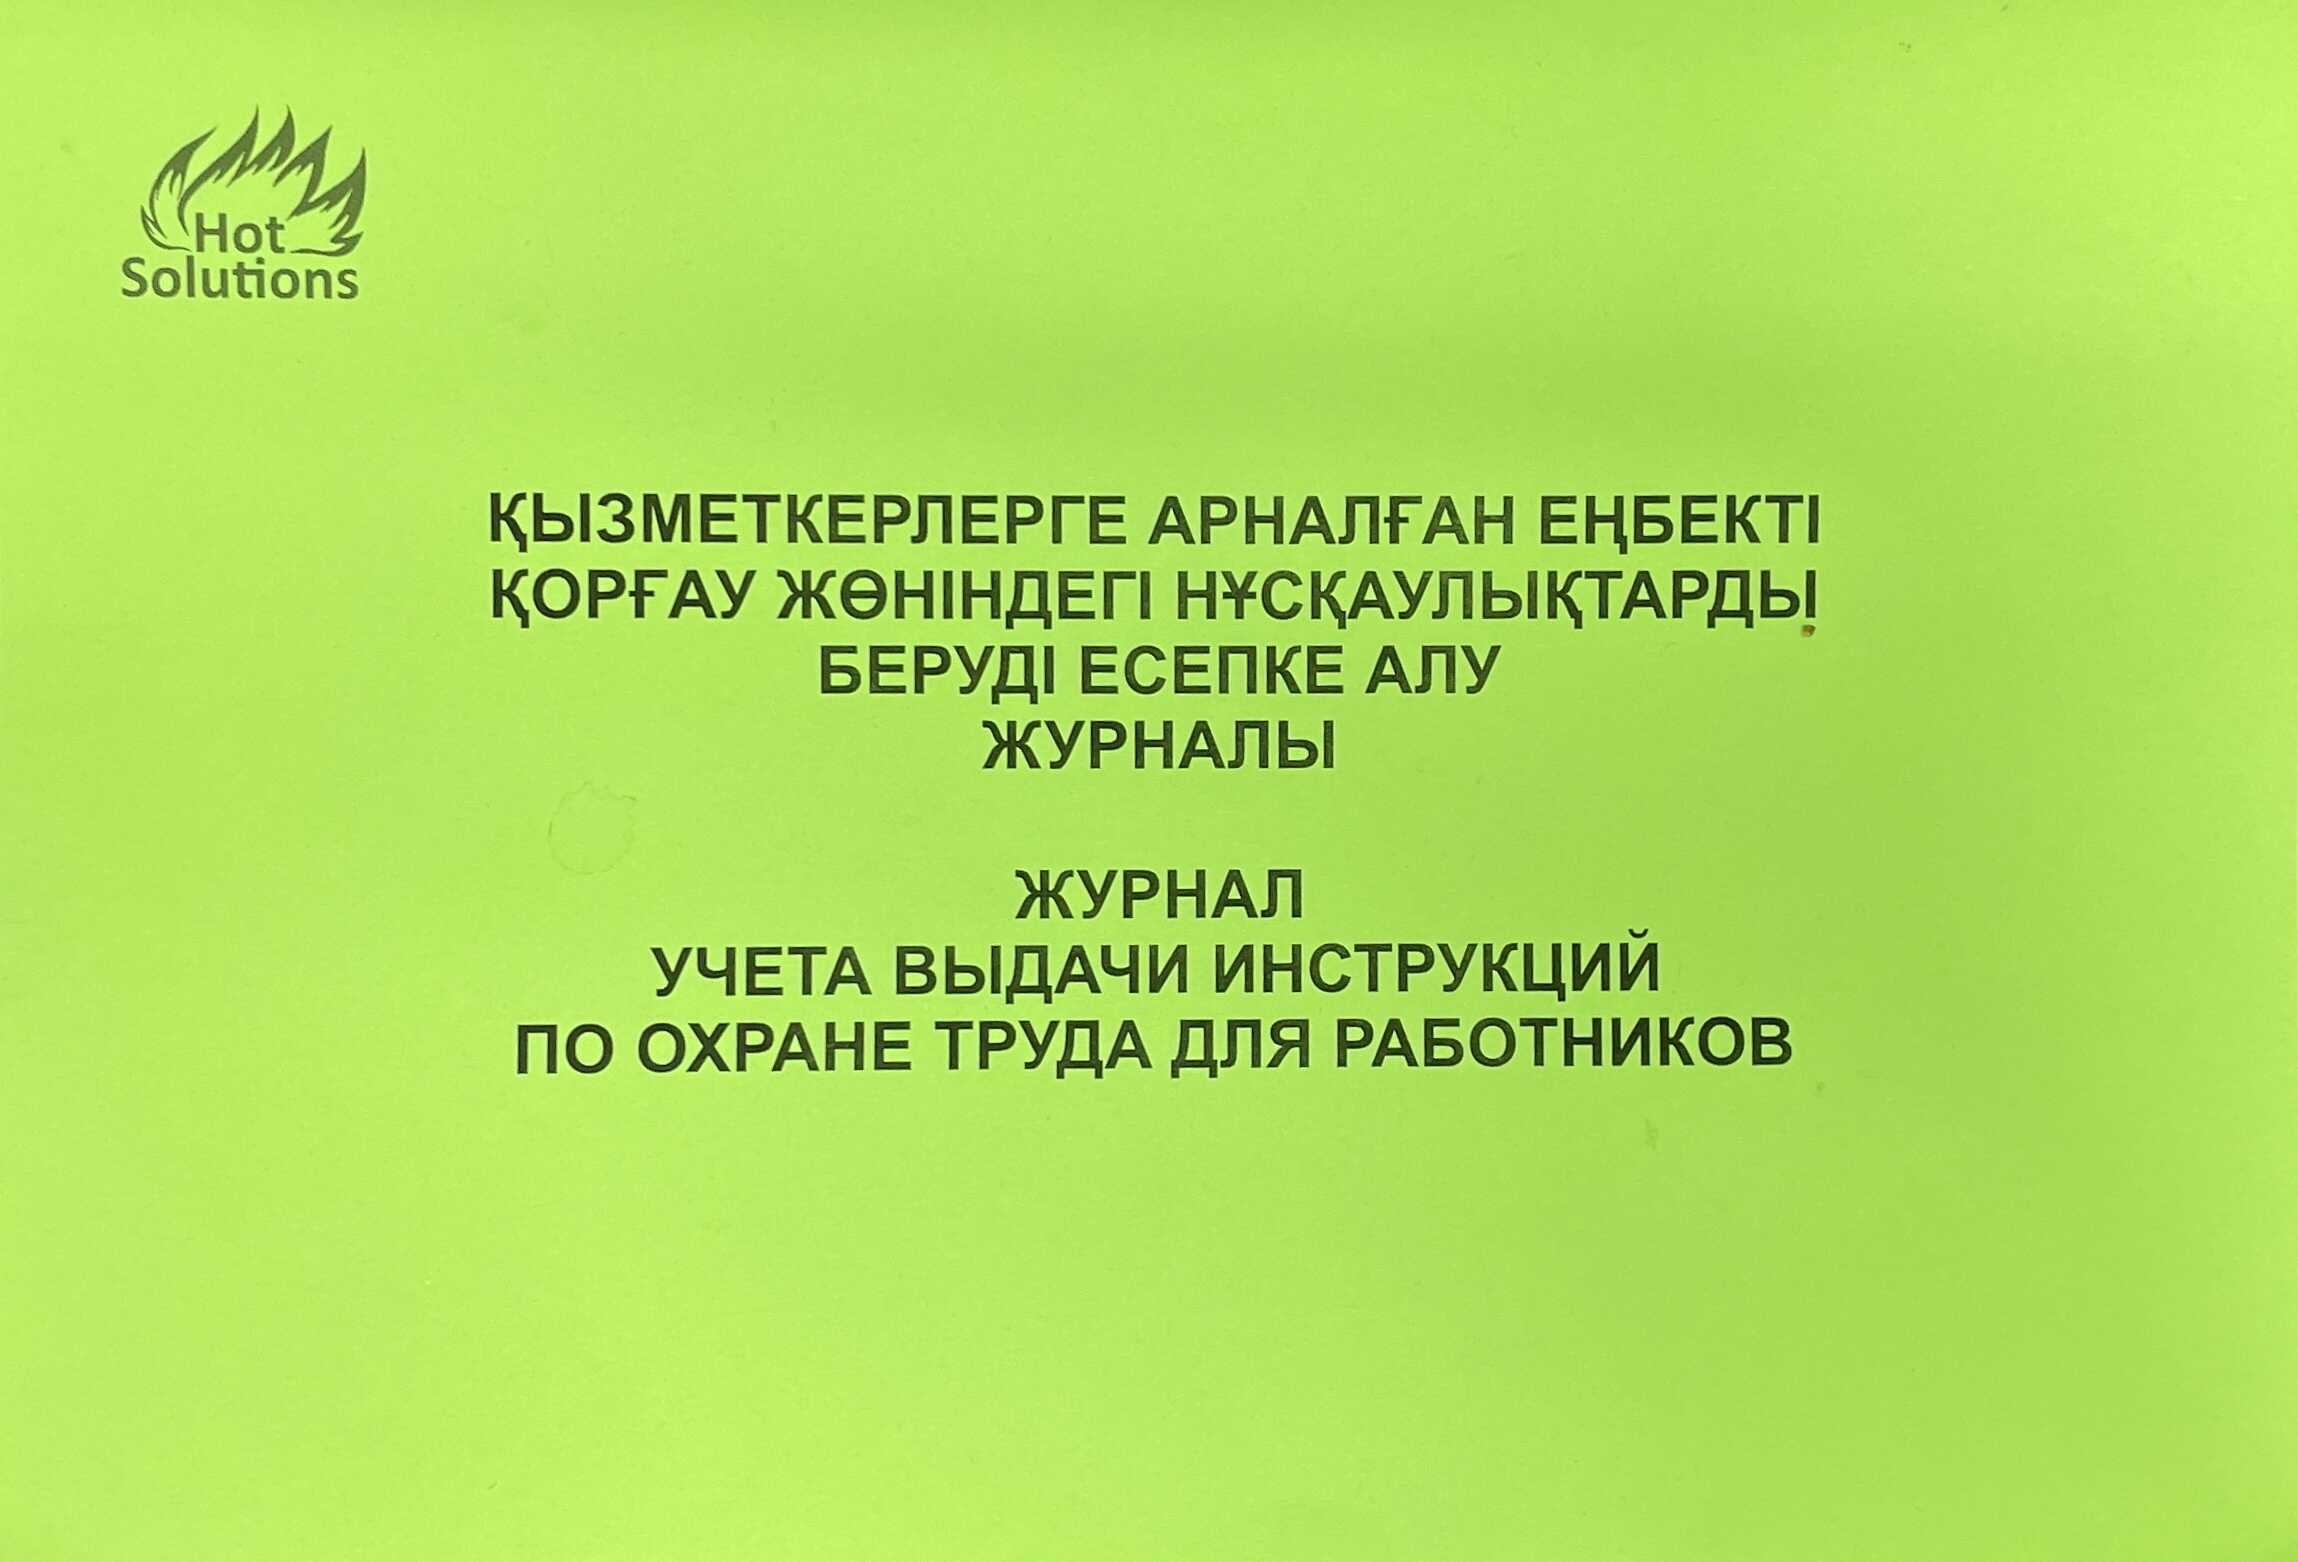 Hot
Solutions
ҚЫЗМЕТКЕРЛЕРГЕ АРНАЛҒАН ЕҢБЕКТІ
ҚОРҒАУ ЖӨНІНДЕГІ НҰСҚАУЛЫҚТАРДЫ
БЕРУДІ ЕСЕПКЕ АЛУ
ЖУРНАЛЫ
ЖУРНАЛ
УЧЕТА ВЫДАЧИ ИНСТРУКЦИЙ
ПО ОХРАНЕ ТРУДА ДЛЯ РАБОТНИКОВ